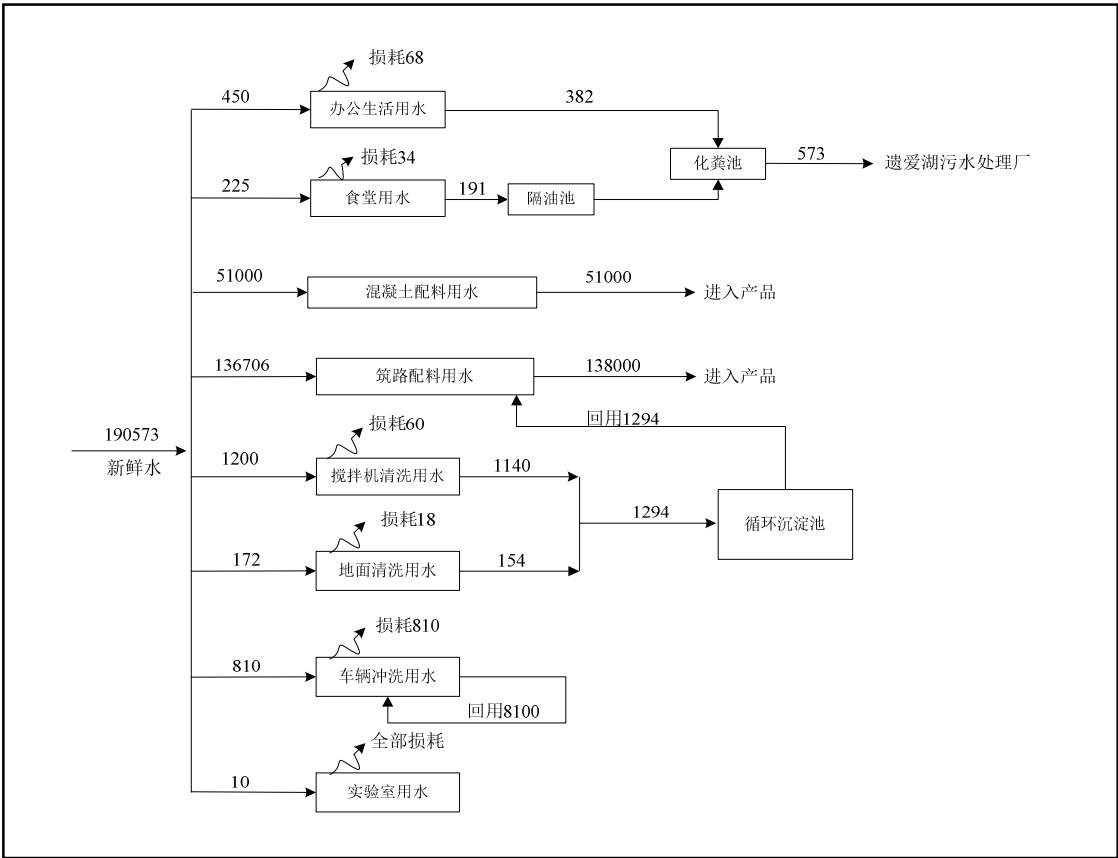 损耗68
450
办公生活用水
382
化粪池
573
遗爱湖污水处理厂
损耗34
225
食堂用水
191
隔油池
51000
混凝土配料用水
51000
进入产品
136706
筑路配料用水
138000
进入产品
回用1294
190573
新鲜水
损耗60
1200
搅拌机清洗用水
1140
1294
循环沉淀池
损耗18
172
地面清洗用水
154
损耗810
810
车辆冲洗用水
回用8100
全部损耗
10
实验室用水